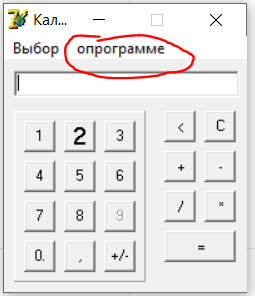 Кал...
Выбор опрограмме
1 2 3 < C
4 5 6 + -
7 8 9 / *
0. , +/- =